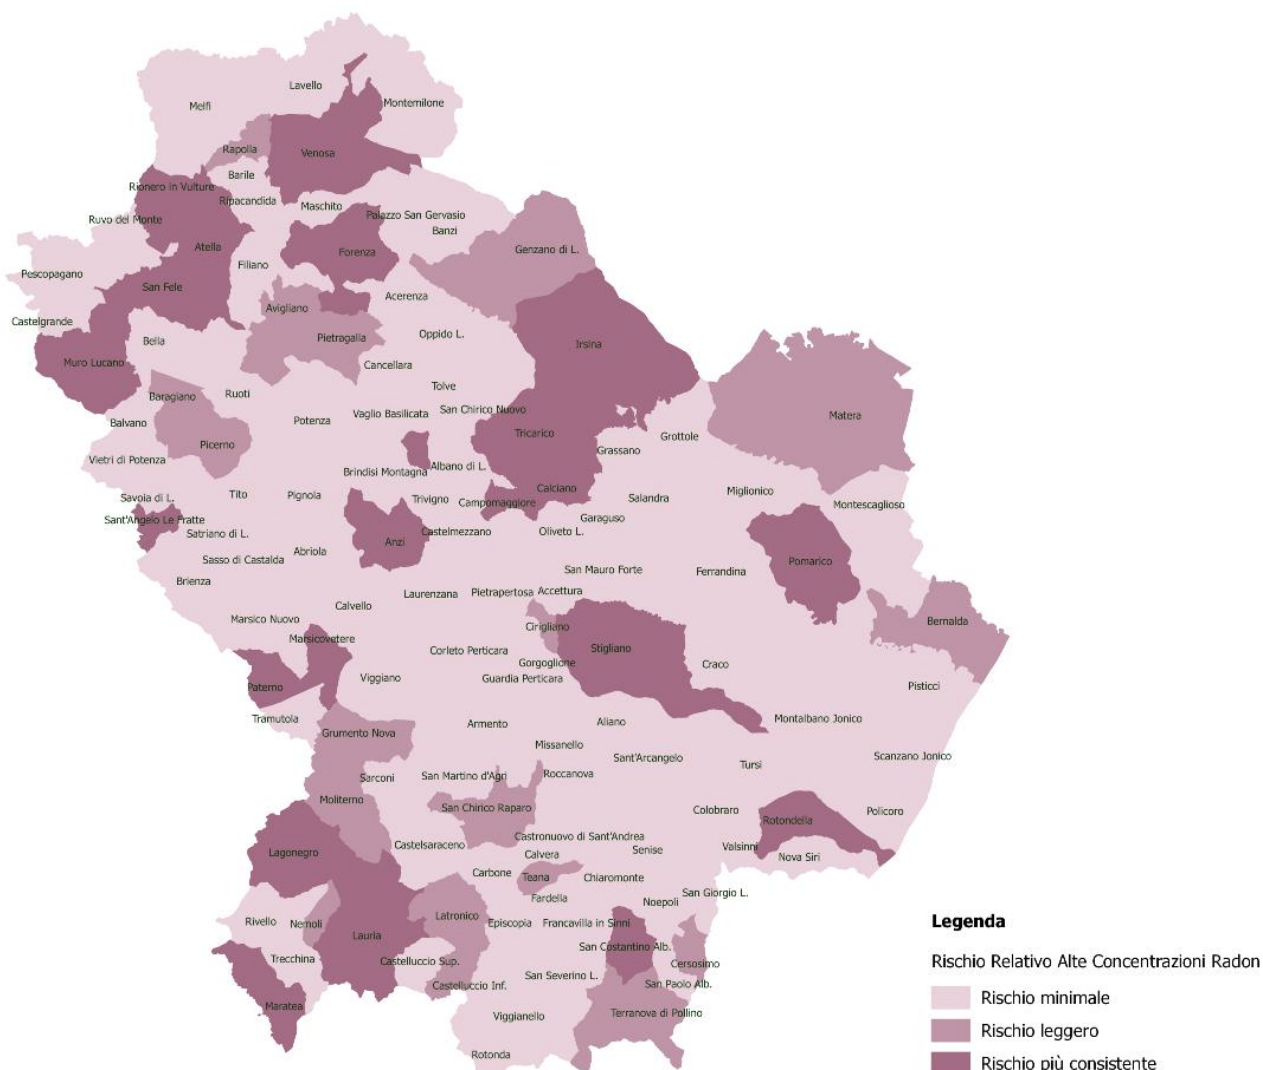 Lavello
Melfi
Montemilone
Rapolla
Venosa
Barile
Rionero in Vulture
Ripacandida
Maschito
Ruvo del Monte
Palazzo San Gervasio
Banzi
Atella
Forenza
Genzano di L.
Filiano
Pescopagano
San Fele
Acerenza
Avigliano
Castelgrande
Pietragalla
Oppido L.
Bella
Irsina
Muro Lucano
Cancellara
Tolve
Ruoti
Baragiano
Vaglio Basilicata
San Chirico Nuovo
Matera
Balvano
Potenza
Tricarico
Grottole
Picerno
Grassano
Vietri di Potenza
Brindisi Montagna
Albano di L.
Calciano
Miglionico
Tito
Pignola
Savoia di L.
Trivigno
Campomaggiore
Salandra
Montescaglioso
Sant'Angelo Le Fratte
Garaguso
Satriano di L.
Castelmezzano
Oliveto L.
Anzi
Abriola
Sasso di Castalda
Pomarico
San Mauro Forte
Ferrandina
Brienza
Laurenzana
Pietrapertosa
Accettura
Calvello
Marsico Nuovo
Cirigliano
Bernalda
Marsicovetere
Corleto Perticara
Stigliano
Gorgoglione
Craco
Viggiano
Guardia Perticara
Paterno
Pisticci
Tramutola
Armento
Aliano
Montalbano Jonico
Grumento Nova
Missanello
Sant'Arcangelo
Scanzano Jonico
Tursi
Sarconi
San Martino d'Agri
Roccanova
Moliterno
San Chirico Raparo
Colobraro
Policoro
Rotondella
Castronuovo di Sant'Andrea
Castelsaraceno
Senise
Valsinni
Lagonegro
Calvera
Nova Siri
Carbone
Teana
Chiaromonte
San Giorgio L.
Fardella
Noepoli
Latronico
Rivello
Nemoli
Episcopia
Francavilla in Sinni
Lauria
San Costantino Alb.
Trecchina
Castelluccio Sup.
Cersosimo
San Severino L.
Castelluccio Inf.
San Paolo Alb.
Maratea
Viggianello
Terranova di Pollino
Rotonda
Legenda
Rischio Relativo Alte Concentrazioni Radon
Rischio minimale
Rischio leggero
Rischio più consistente